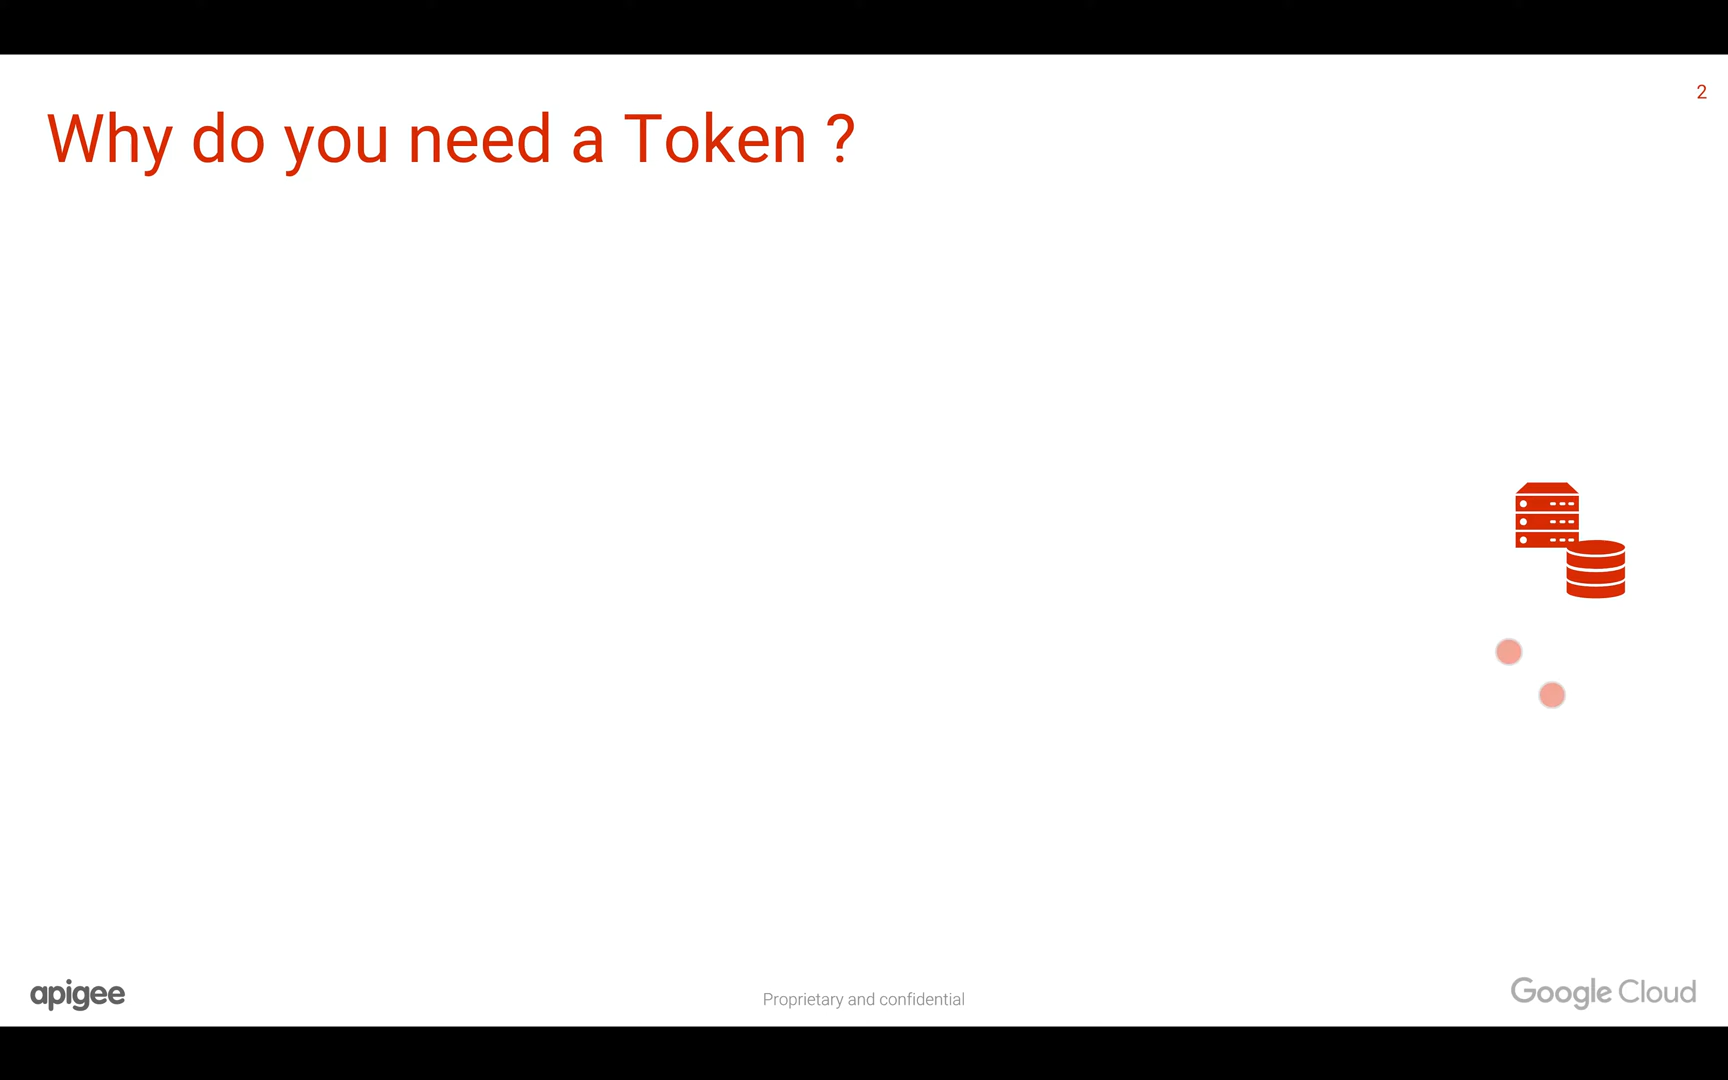 2
Why do you need a Token ?
apigee
Proprietary and confidential
Google Cloud